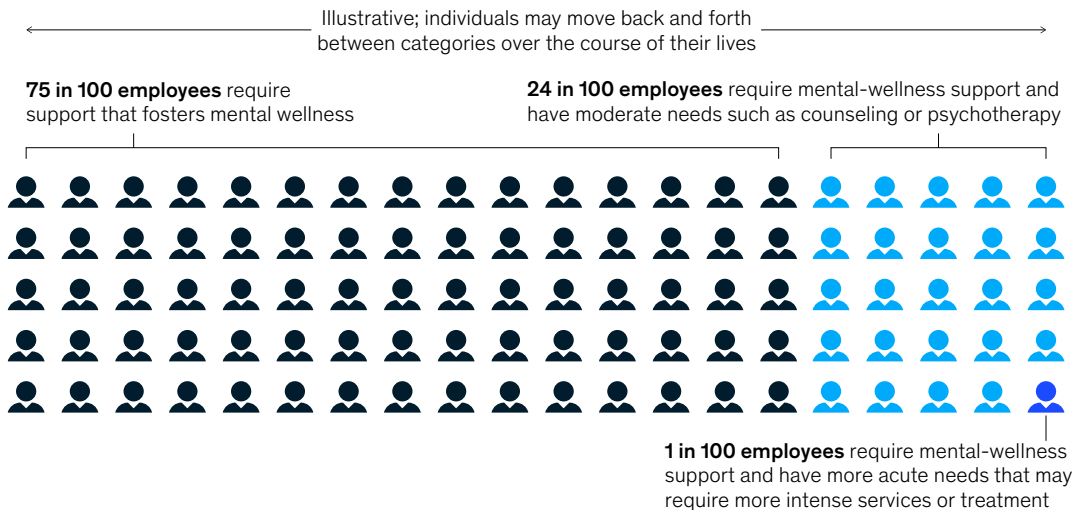 Illustrative; individuals may move back and forth
between categories over the course of their lives
75 in 100 employees require
support that fosters mental wellness
24 in 100 employees require mental-wellness support and
have moderate needs such as counseling or psychotherapy
1 in 100 employees require mental-wellness
support and have more acute needs that may
require more intense services or treatment